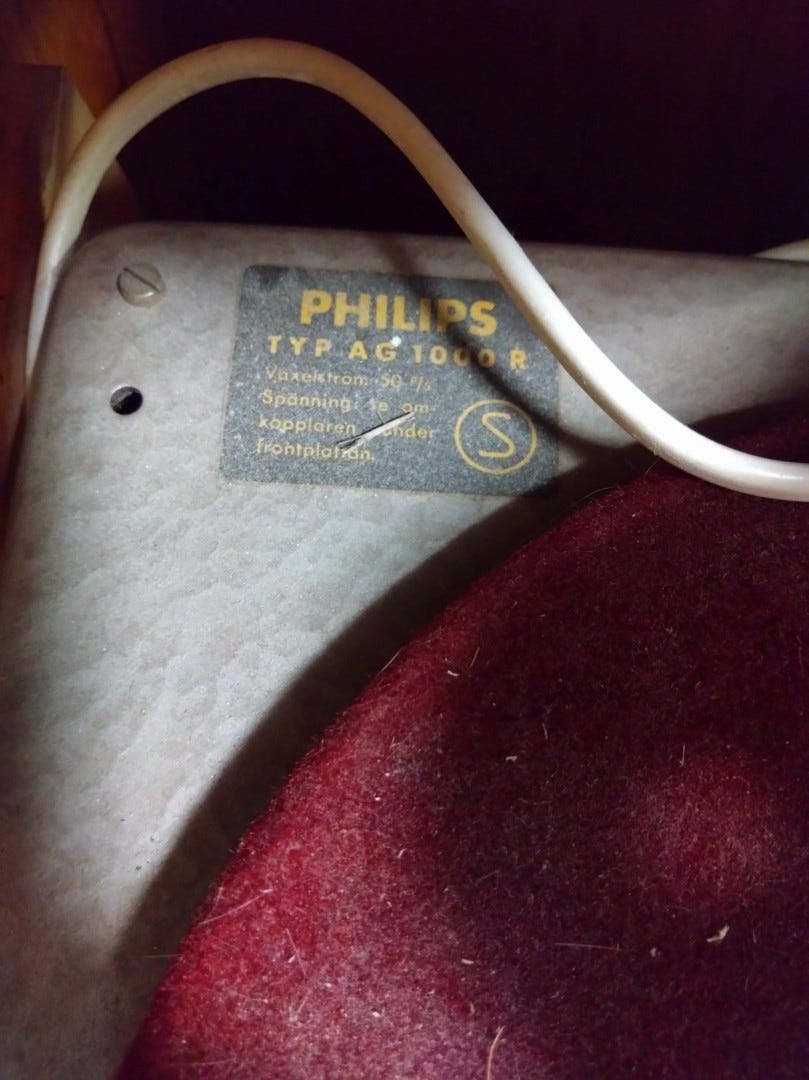 PHILIPS
TYP AG 1000 R
Växelström 50 p/s
Spänning: se om-
kopplaren under
frontplattan.
S